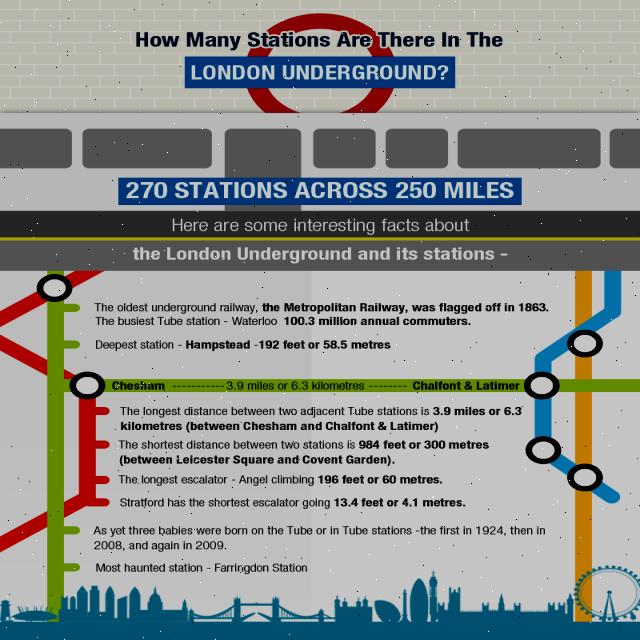 How Many Stations Are There In The
LONDON UNDERGROUND?
270 STATIONS ACROSS 250 MILES
Here are some interesting facts about
the London Underground and its stations -
The oldest underground railway, the Metropolitan Railway, was flagged off in 1863.
The busiest Tube station - Waterloo 100.3 million annual commuters.
Deepest station - Hampstead -192 feet or 58.5 metres
Chesham ------------3.9 miles or 6.3 kilometres -------- Chalfont & Latimer
The longest distance between two adjacent Tube stations is 3.9 miles or 6.3
kilometres (between Chesham and Chalfont & Latimer)
The shortest distance between two stations is 984 feet or 300 metres
(between Leicester Square and Covent Garden).
The longest escalator - Angel climbing 196 feet or 60 metres.
Stratford has the shortest escalator going 13.4 feet or 4.1 metres.
As yet three babies were born on the Tube or in Tube stations -the first in 1924, then in
2008, and again in 2009.
Most haunted station - Farringdon Station